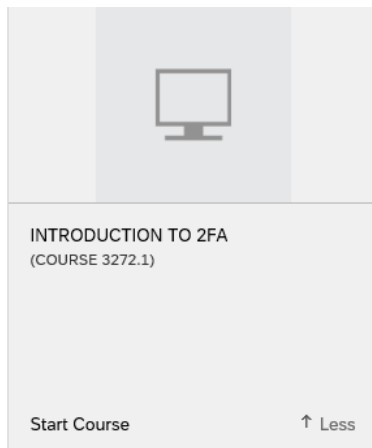 INTRODUCTION TO 2FA
(COURSE 3272.1)
Start Course
↑ Less